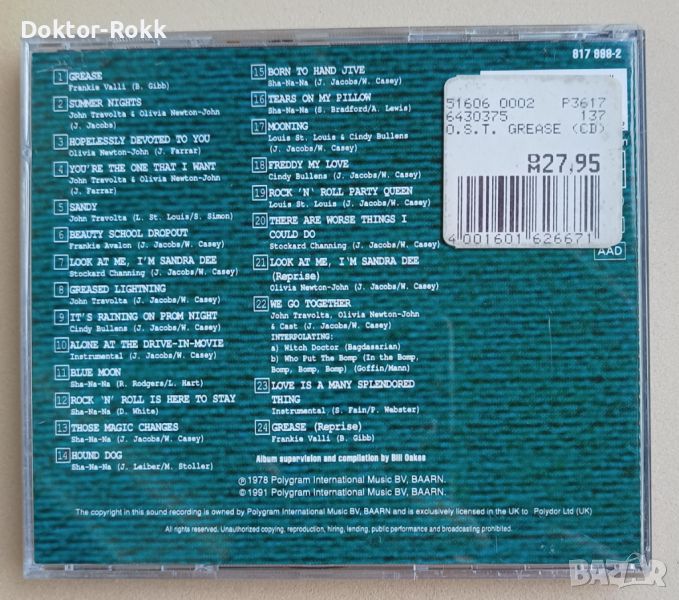 Doktor-Rokk
817 998-2
1 GREASE
Frankie Valli (B. Gibb)
2 SUMMER NIGHTS
John Travolta & Olivia Newton-John
(J. Jacobs)
3 HOPELESSLY DEVOTED TO YOU
Olivia Newton-John (J. Farrar)
4 YOU'RE THE ONE THAT I WANT
John Travolta & Olivia Newton-John
(J. Farrar)
5 SANDY
John Travolta (L. St. Louis/S. Simon)
6 BEAUTY SCHOOL DROPOUT
Frankie Avalon (J. Jacobs/W. Casey)
7 LOOK AT ME, I'M SANDRA DEE
Stockard Channing (J. Jacobs/W. Casey)
8 GREASED LIGHTNING
John Travolta (J. Jacobs/W. Casey)
9 IT'S RAINING ON PROM NIGHT
Cindy Bullens (J. Jacobs/W. Casey)
10 ALONE AT THE DRIVE-IN-MOVIE
Instrumental (J. Jacobs/W. Casey)
11 BLUE MOON
Sha-Na-Na (R. Rodgers/L. Hart)
12 ROCK 'N' ROLL IS HERE TO STAY
Sha-Na-Na (D. White)
13 THOSE MAGIC CHANGES
Sha-Na-Na (J. Jacobs/W. Casey)
14 HOUND DOG
Sha-Na-Na (J. Leiber/M. Stoller)
15 BORN TO HAND JIVE
Sha-Na-Na (J. Jacobs/W. Casey)
16 TEARS ON MY PILLOW
Sha-Na-Na (S. Bradford/A. Lewis)
17 MOONING
Louis St. Louis & Cindy Bullens
(J. Jacobs/W. Casey)
18 FREDDY MY LOVE
Cindy Bullens (J. Jacobs/W. Casey)
19 ROCK 'N' ROLL PARTY QUEEN
Louis St. Louis (J. Jacobs/W. Casey)
20 THERE ARE WORSE THINGS I
COULD DO
Stockard Channing (J. Jacobs/W. Casey)
21 LOOK AT ME, I'M SANDRA DEE
(Reprise)
Olivia Newton-John (J. Jacobs/W. Casey)
22 WE GO TOGETHER
John Travolta, Olivia Newton-John
& Cast (J. Jacobs/W. Casey)
INTERPOLATING:
a) Witch Doctor (Bagdasarian)
b) Who Put The Bomp (In the Bomp,
Bomp, Bomp, Bomp) (Goffin/Mann)
23 LOVE IS A MANY SPLENDORED
THING
Instrumental (S. Fain/P. Webster)
24 GREASE (Reprise)
Frankie Valli (B. Gibb)
51606 0002 P3617
6430375 137
O.S.T. GREASE (CD)
DM27,95
4 001601 626671
AAD
Album supervision and compilation by Bill Oakes
℗ 1978 Polygram International Music BV, BAARN.
© 1991 Polygram International Music BV, BAARN.
The copyright in this sound recording is owned by Polygram International Music BV, BAARN and is exclusively licensed in the UK to Polydor Ltd (UK)
All rights reserved. Unauthorized copying, reproduction, hiring, lending, public performance and broadcasting prohibited.
BAZAR